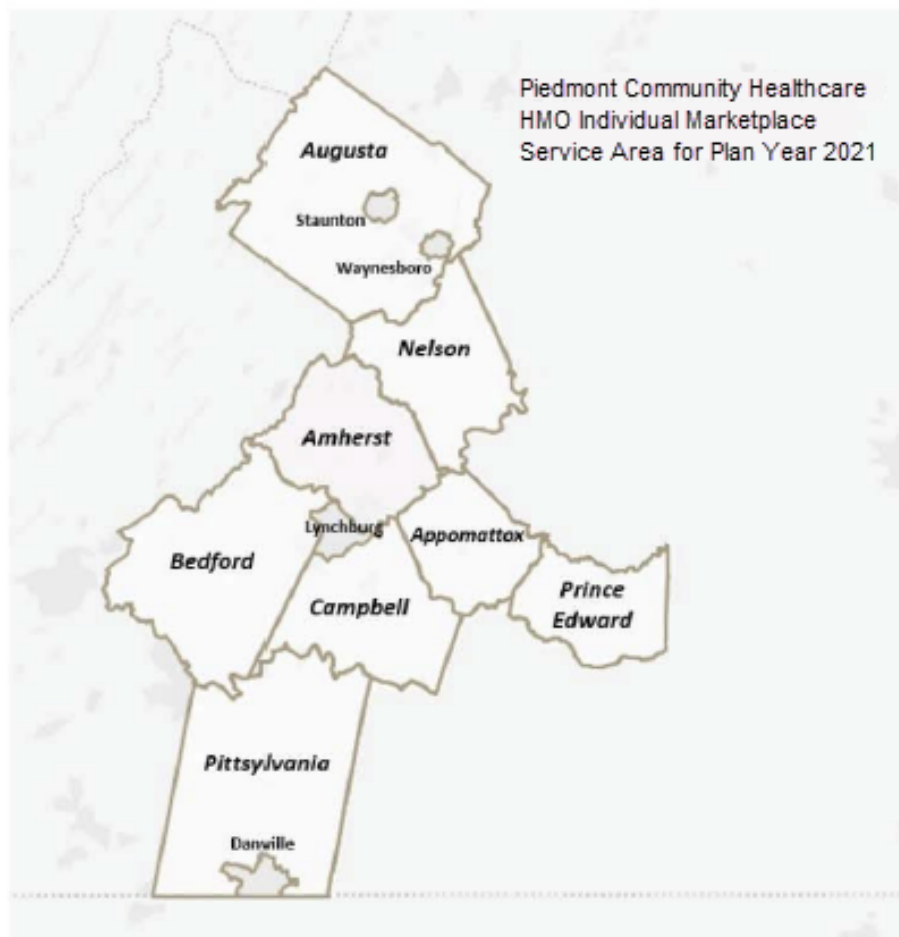 Piedmont Community Healthcare
HMO Individual Marketplace
Service Area for Plan Year 2021
Augusta
Staunton
Waynesboro
Nelson
Amherst
Lynchburg
Appomattox
Bedford
Prince
Edward
Campbell
Pittsylvania
Danville